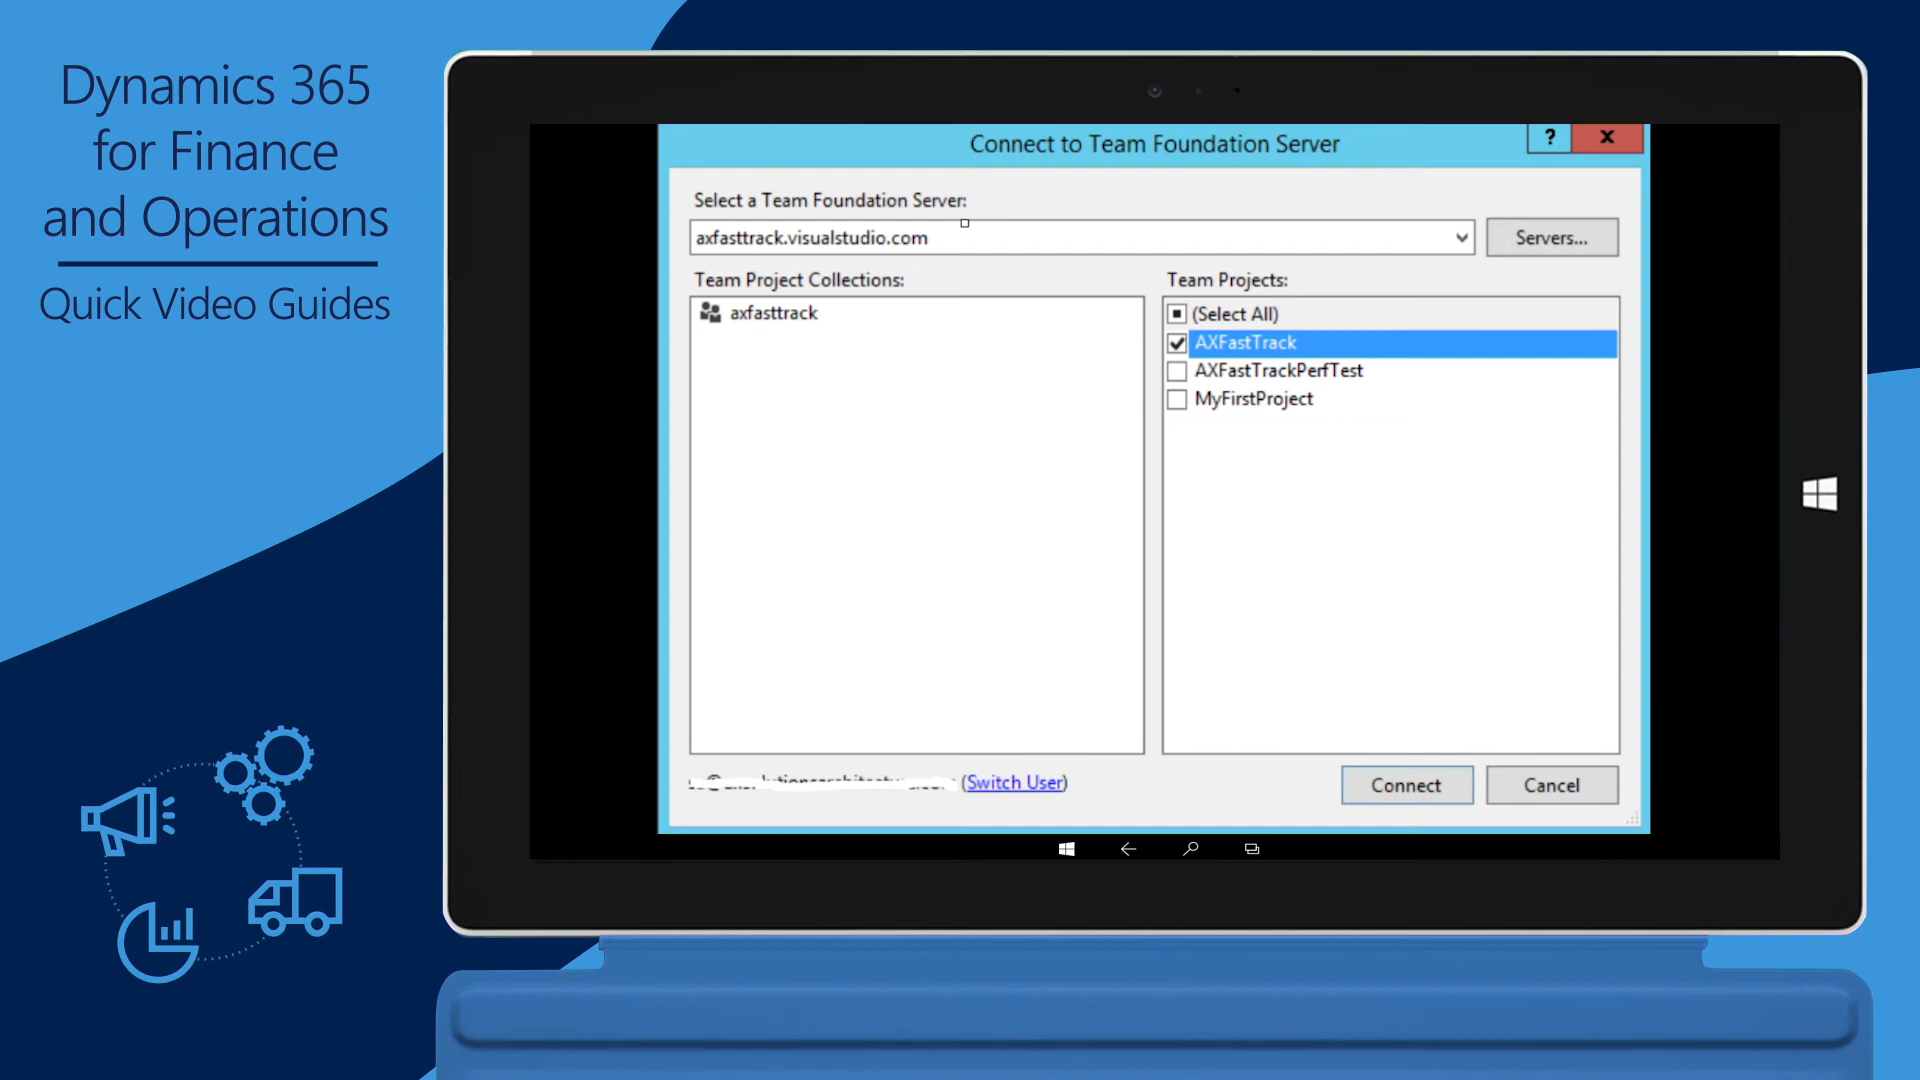 Dynamics 365
for Finance
and Operations
Quick Video Guides
Connect to Team Foundation Server
?
Select a Team Foundation Server:
axfasttrack.visualstudio.com
Servers...
Team Project Collections:
Team Projects:
axfasttrack
(Select All)
AXFastTrack
AXFastTrackPerfTest
MyFirstProject
(Switch User)
Connect
Cancel